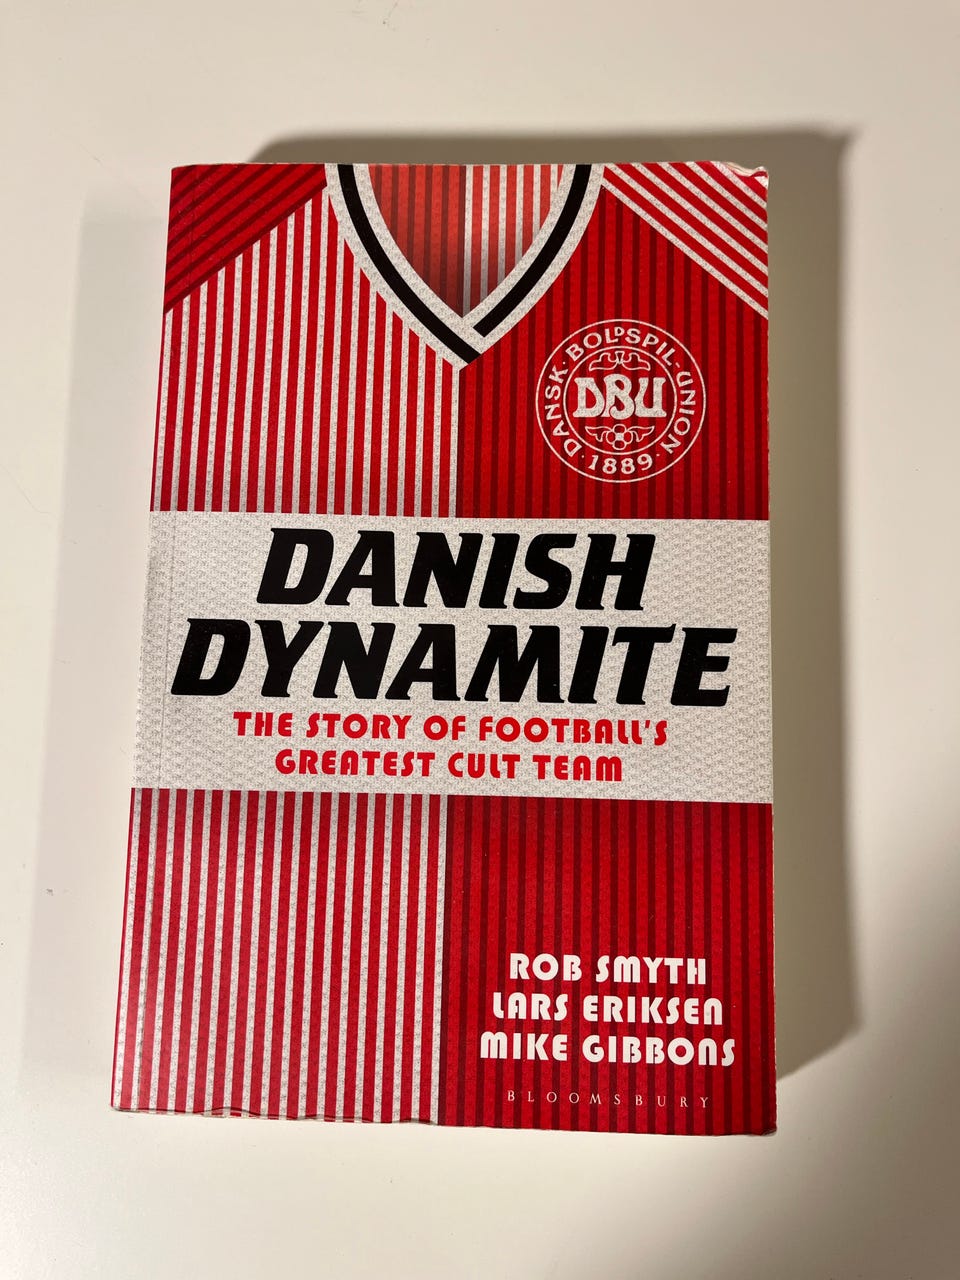 DANSK · BOLDSPIL-UNION
DBU
· 1889 ·
DANISH
DYNAMITE
THE STORY OF FOOTBALL'S
GREATEST CULT TEAM
ROB SMYTH
LARS ERIKSEN
MIKE GIBBONS
BLOOMSBURY